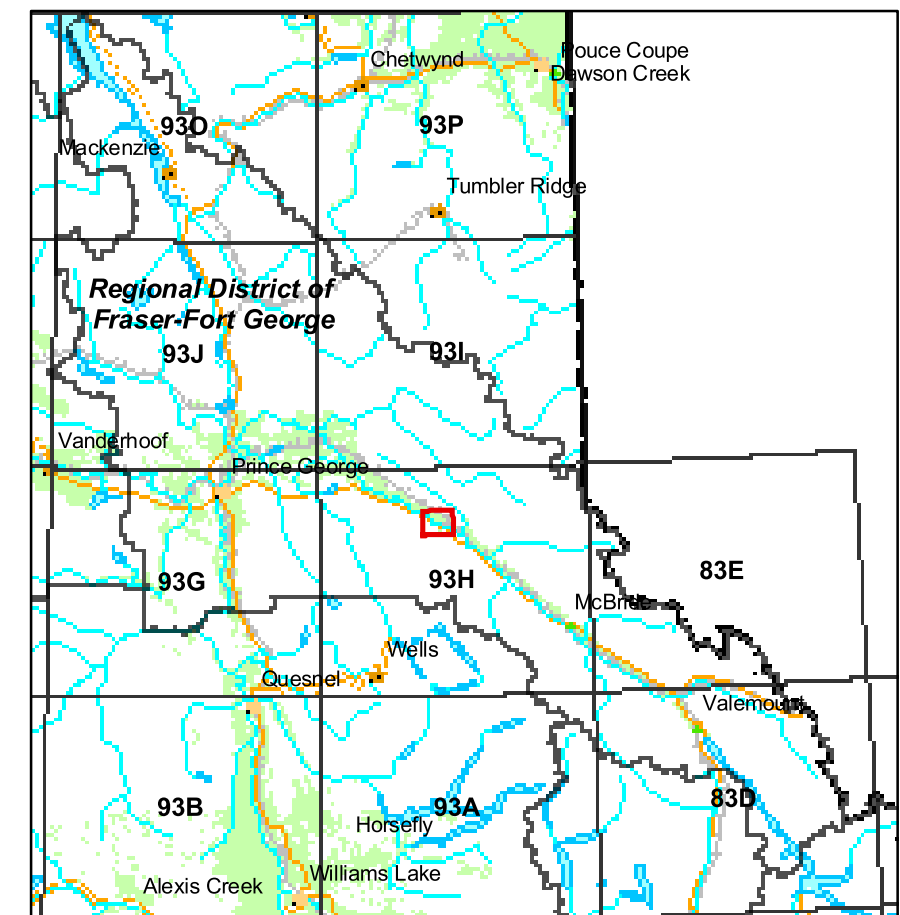 Pouce Coupe
Chetwynd
Dawson Creek
93O
93P
Mackenzie
Tumbler Ridge
Regional District of
Fraser-Fort George
93J
93I
Vanderhoof
Prince George
93G
93H
83E
McBride
Wells
Quesnel
Valemount
93B
93A
83D
Horsefly
Williams Lake
Alexis Creek